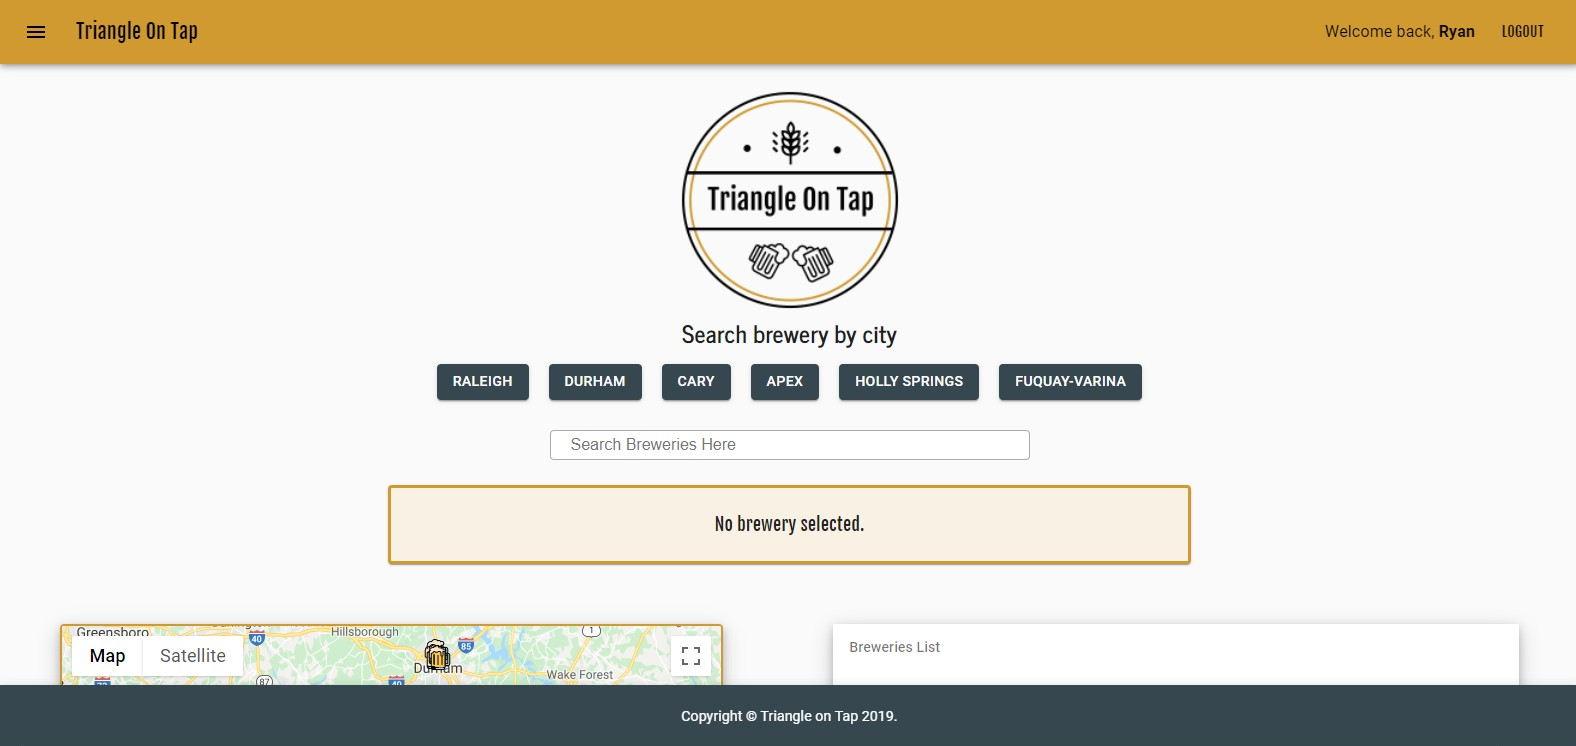 Triangle On Tap
Welcome back, Ryan
LOGOUT
Triangle On Tap
Search brewery by city
RALEIGH
DURHAM
CARY
APEX
HOLLY SPRINGS
FUQUAY-VARINA
Search Breweries Here
No brewery selected.
Greensboro
40
Hillsborough
85
1
Map
Satellite
Durham
Wake Forest
87
40
Breweries List
Copyright © Triangle on Tap 2019.